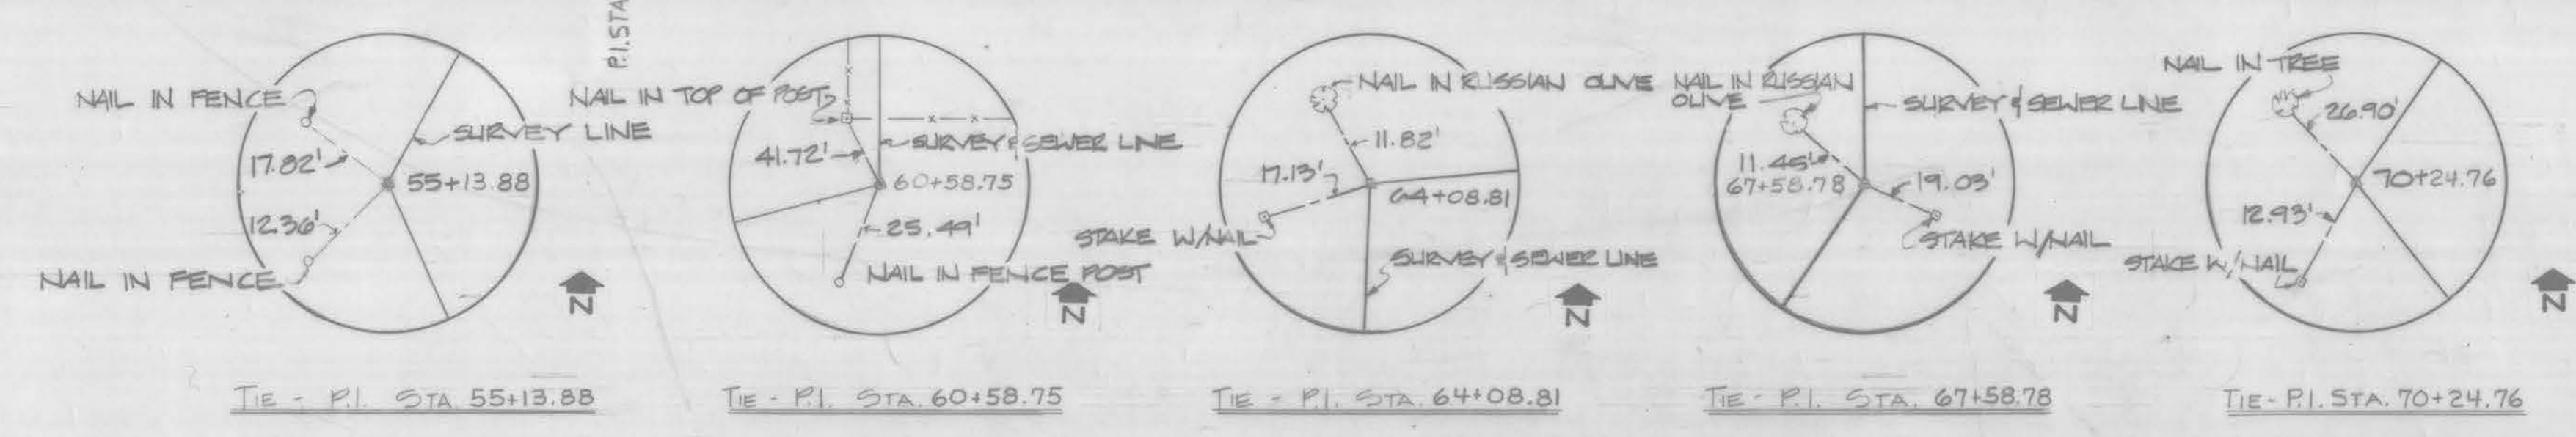 P.I. STA
NAIL IN FENCE
17.82'
SURVEY LINE
55+13.88
12.36'
NAIL IN FENCE
N
TIE - P.I. STA. 55+13.88
NAIL IN TOP OF POST
41.72'
SURVEY & SEWER LINE
60+58.75
25.49'
NAIL IN FENCE POST
N
TIE - P.I. STA. 60+58.75
NAIL IN RUSSIAN OLIVE
11.82'
17.13'
64+08.81
STAKE W/NAIL
SURVEY & SEWER LINE
N
TIE - P.I. STA. 64+08.81
NAIL IN RUSSIAN
OLIVE
SURVEY & SEWER LINE
11.45'
67+58.78
19.03'
STAKE W/NAIL
N
TIE - P.I. STA. 67+58.78
NAIL IN TREE
26.90'
70+24.76
12.93'
STAKE W/NAIL
N
TIE - P.I. STA. 70+24.76